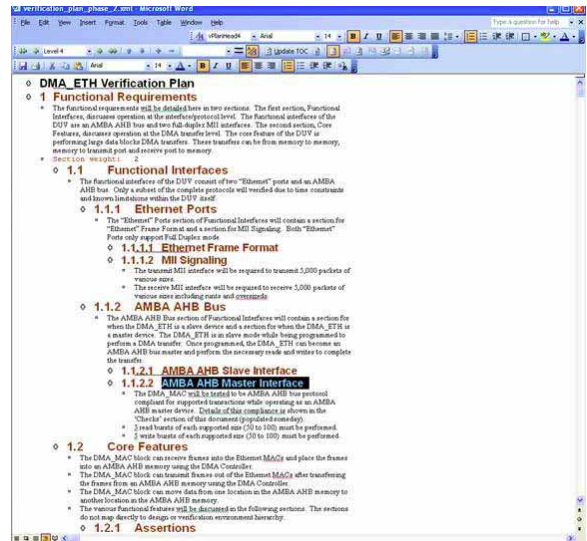 verification_plan_phase_2.xml - Microsoft Word
File Edit View Insert Format Tools Table Window Help
Type a question for help
vPlanHead4 Arial 14 B I U
Level 4 Update TOC
Arial 14 A B I U
DMA_ETH Verification Plan
1 Functional Requirements
The functional requirements will be detailed here in two sections. The first section, Functional
Interfaces, discusses operation at the interface/protocol level. The functional interfaces of the
DUV are an AMBA AHB bus and two full-duplex MII interfaces. The second section, Core
Features, discusses operation at the DMA transfer level. The core feature of the DUV is
performing large data blocks DMA transfers. These transfers can be from memory to memory,
memory to transmit port and receive port to memory.
Section weight: 2
1.1 Functional Interfaces
The functional interfaces of the DUV consist of two "Ethernet" ports and an AMBA
AHB bus. Only a subset of the complete protocols will verified due to time constraints
and known limitations within the DUV itself.
1.1.1 Ethernet Ports
The "Ethernet" Ports section of Functional Interfaces will contain a section for
"Ethernet" Frame Format and a section for MII Signaling. Both "Ethernet"
Ports only support Full Duplex mode
1.1.1.1 Ethernet Frame Format
1.1.1.2 MII Signaling
The transmit MII interface will be required to transmit 5,000 packets of
various sizes.
The receive MII interface will be required to receive 5,000 packets of
various sizes including runts and oversizeds.
1.1.2 AMBA AHB Bus
The AMBA AHB Bus section of Functional Interfaces will contain a section for
when the DMA_ETH is a slave device and a section for when the DMA_ETH is
a master device. The DMA_ETH is in slave mode while being programmed to
perform a DMA transfer. Once programmed, the DMA_ETH can become an
AMBA AHB bus master and perform the necessary reads and writes to complete
the transfer.
1.1.2.1 AMBA AHB Slave Interface
1.1.2.2 AMBA AHB Master Interface
The DMA_MAC will be tested to be AMBA AHB bus protocol
compliant for supported transactions while operating as an AMBA
AHB master device. Details of this compliance is shown in the
"Checks" section of this document (populated someday).
5 read bursts of each supported size (50 to 100) must be performed.
5 write bursts of each supported size (50 to 100) must be performed.
1.2 Core Features
The DMA_MAC block can receive frames into the Ethernet MACs and place the frames
into an AMBA AHB memory using the DMA Controller.
The DMA_MAC block can transmit frames out of the Ethernet MACs after transferring
the frames from an AMBA AHB memory using the DMA Controller.
The DMA_MAC block can move data from one location in the AMBA AHB memory to
another location in the AMBA AHB memory.
The various functional features will be discussed in the following sections. The sections
do not map directly to design or verification environment hierarchy.
1.2.1 Assertions